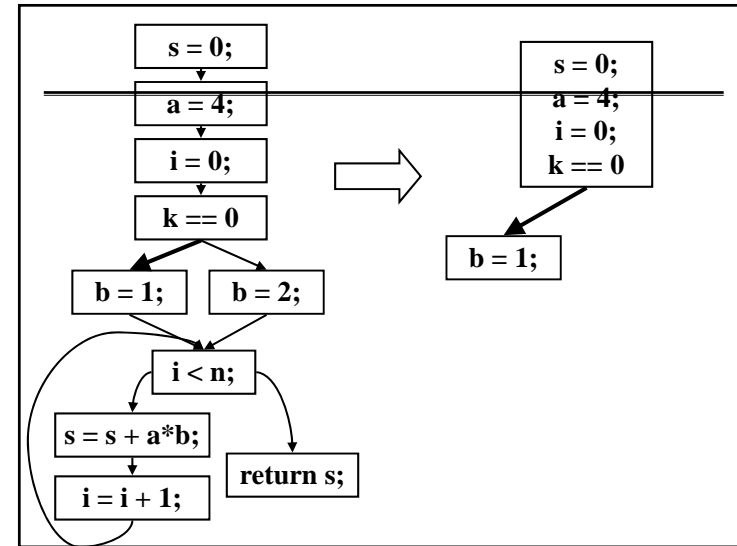 s = 0;
a = 4;
i = 0;
k == 0
b = 1;
b = 2;
i < n;
s = s + a*b;
return s;
i = i + 1;
s = 0;
a = 4;
i = 0;
k == 0
b = 1;